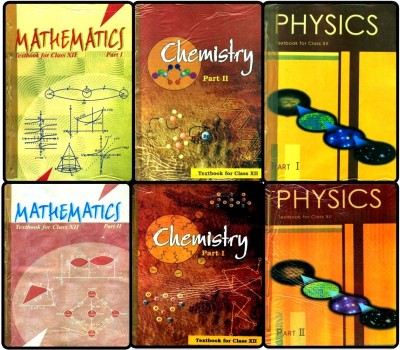 MATHEMATICS
Textbook for Class XII Part I
Chemistry
Part II
Textbook for Class XII
PHYSICS
Textbook for Class XII
PART I
MATHEMATICS
Textbook for Class XII Part II
Chemistry
Part I
Textbook for Class XII
PHYSICS
Textbook for Class XII
PART II